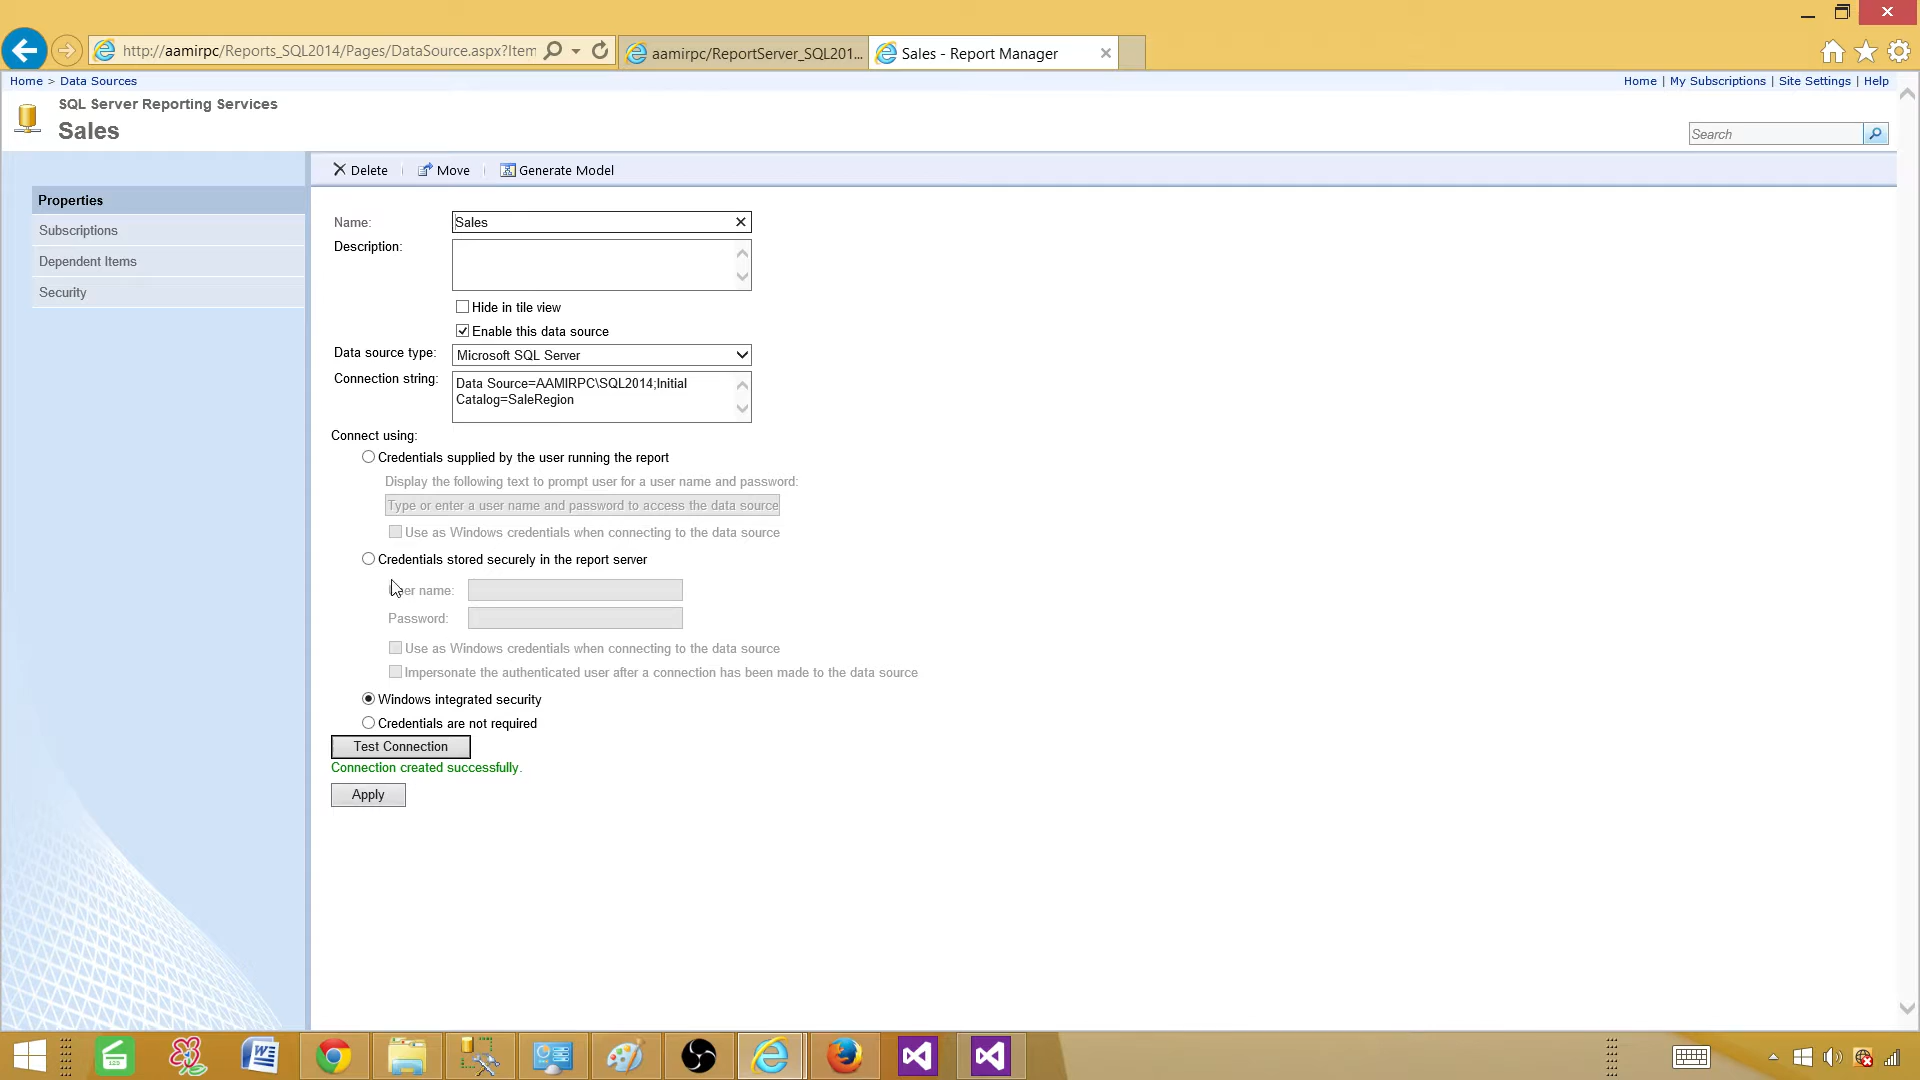 http://aamirpc/Reports_SQL2014/Pages/DataSource.aspx?Item
aamirpc/ReportServer_SQL201...
Sales - Report Manager
Home > Data Sources
Home | My Subscriptions | Site Settings | Help
SQL Server Reporting Services
Sales
Search
Delete
Move
Generate Model
Properties
Subscriptions
Dependent Items
Security
Name:
Sales
Description:
Hide in tile view
Enable this data source
Data source type:
Microsoft SQL Server
Connection string:
Data Source=AAMIRPC\SQL2014;Initial
Catalog=SaleRegion
Connect using:
Credentials supplied by the user running the report
Display the following text to prompt user for a user name and password:
Type or enter a user name and password to access the data source
Use as Windows credentials when connecting to the data source
Credentials stored securely in the report server
name:
Password:
Use as Windows credentials when connecting to the data source
Impersonate the authenticated user after a connection has been made to the data source
Windows integrated security
Credentials are not required
Test Connection
Connection created successfully.
Apply